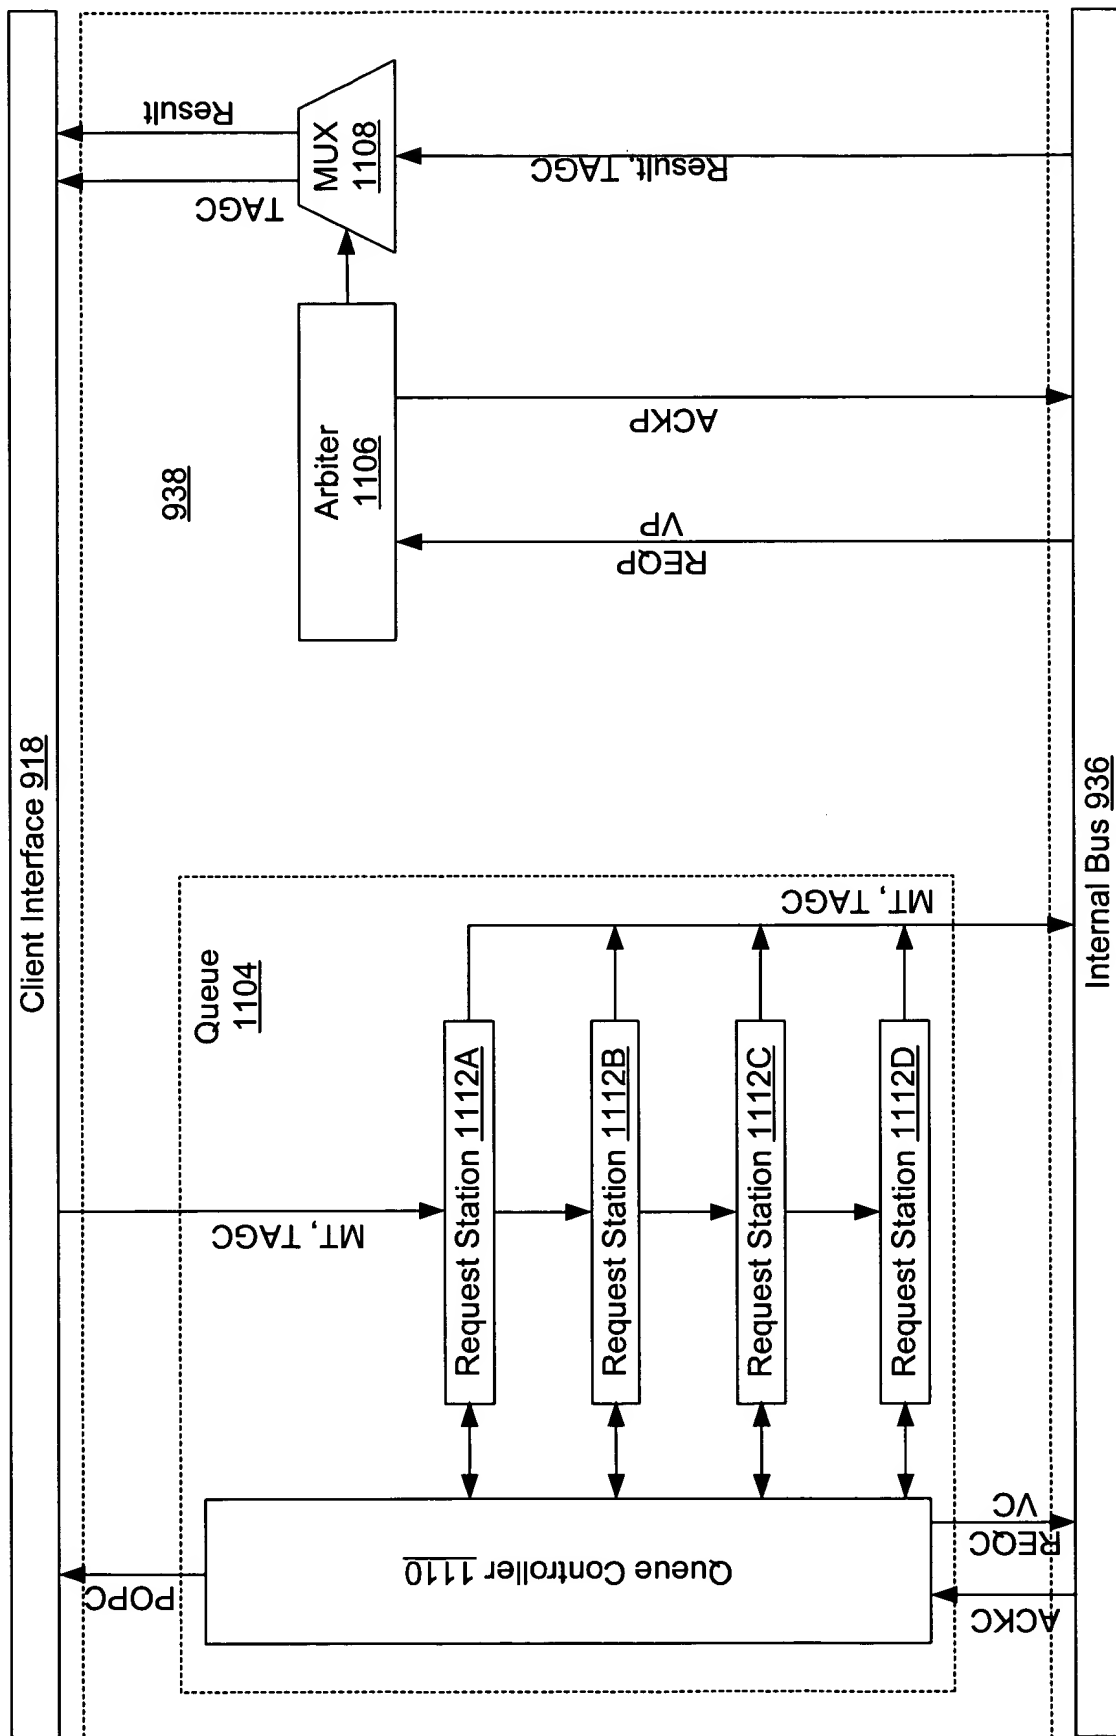 Client Interface 918
POPC
MT, TAGC
TAGC
Result
938
Queue
1104
Queue Controller 1110
Request Station 1112A
Request Station 1112B
Request Station 1112C
Request Station 1112D
MT, TAGC
Arbiter
1106
MUX
1108
ACKC
REQC
VC
REQP
VP
ACKP
Result, TAGC
Internal Bus 936